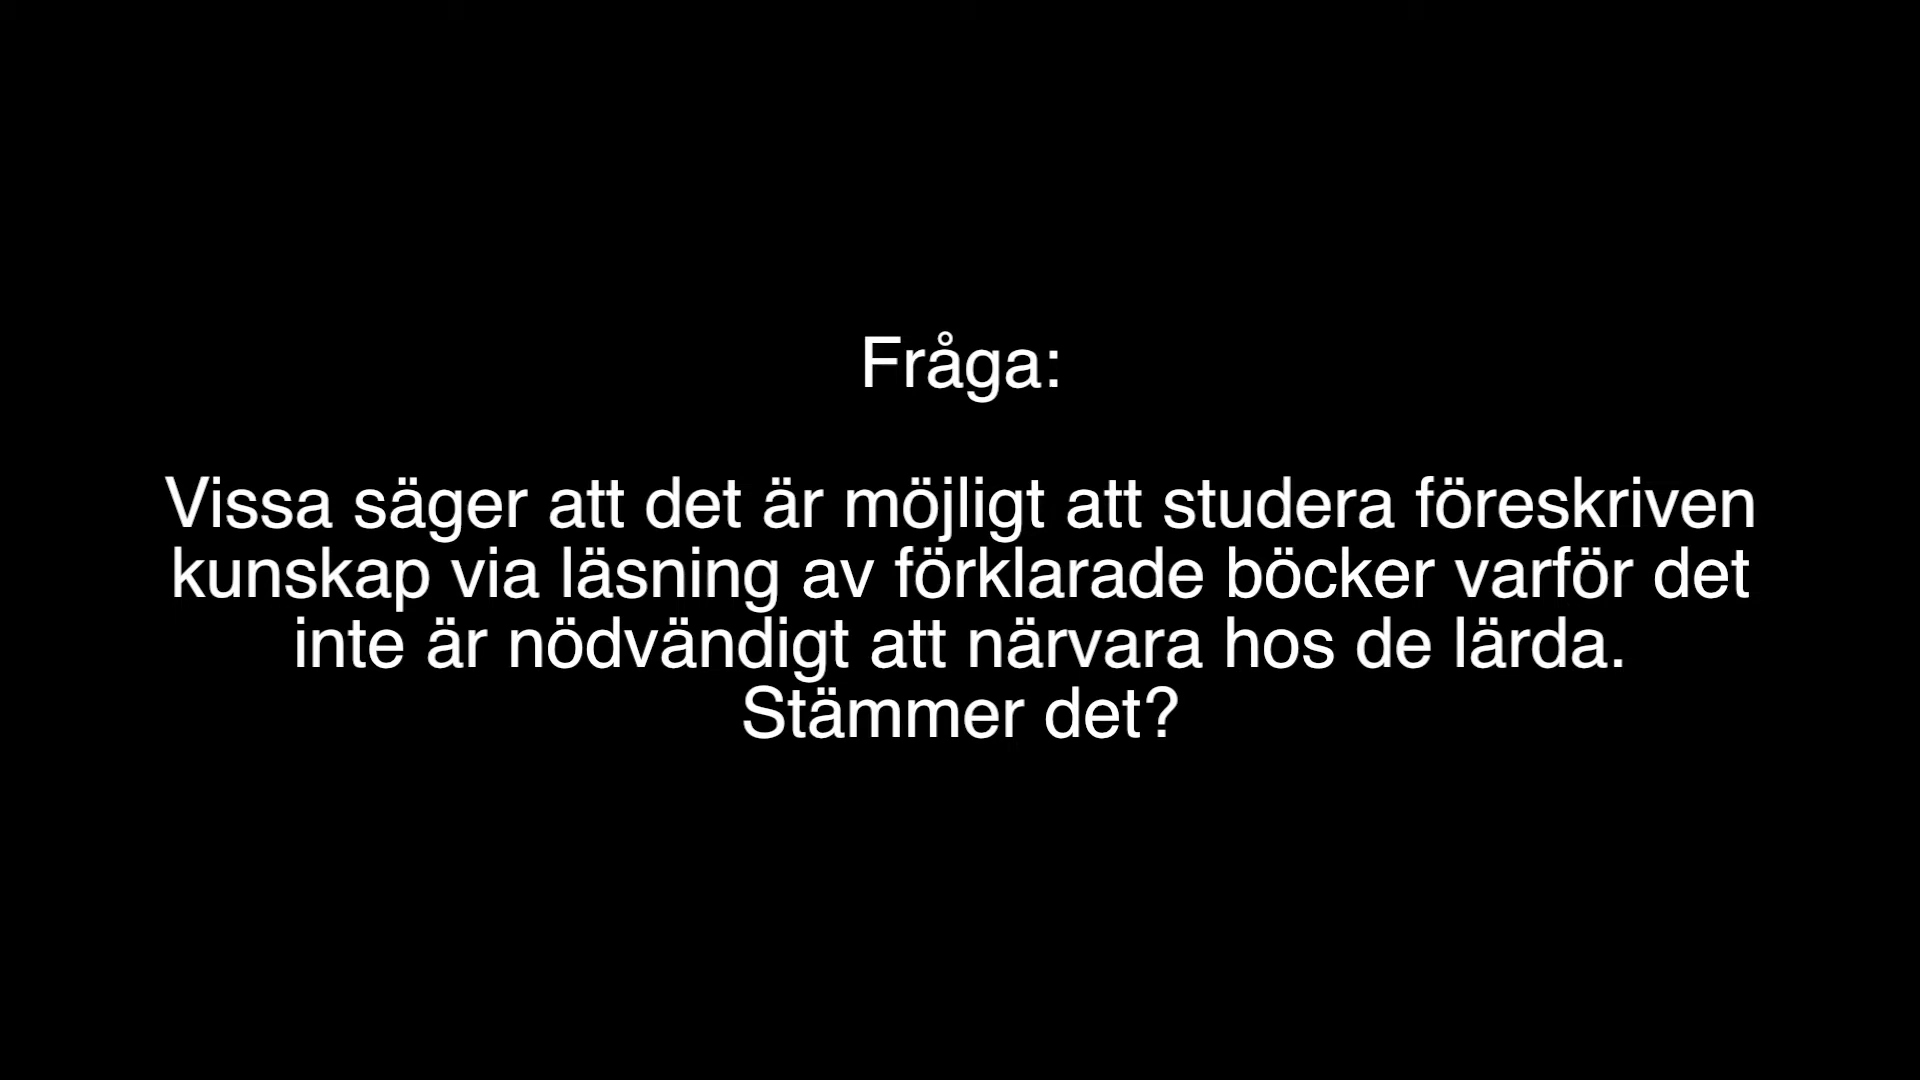 Fråga:
Vissa säger att det är möjligt att studera föreskriven
kunskap via läsning av förklarade böcker varför det
inte är nödvändigt att närvara hos de lärda.
Stämmer det?